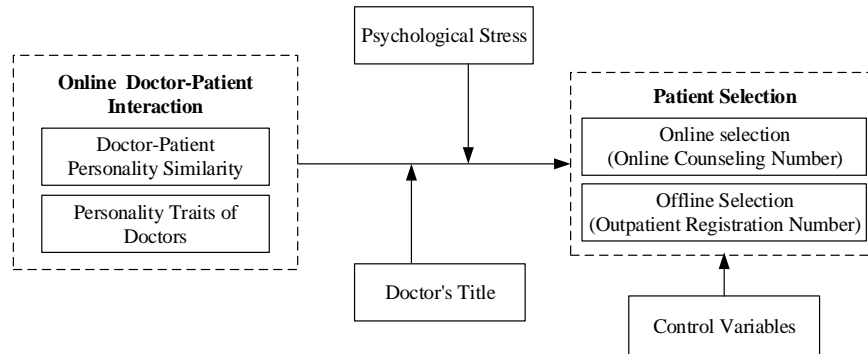 Psychological Stress
Online Doctor-Patient
Interaction
Doctor-Patient
Personality Similarity
Personality Traits of
Doctors
Patient Selection
Online selection
(Online Counseling Number)
Offline Selection
(Outpatient Registration Number)
Doctor's Title
Control Variables